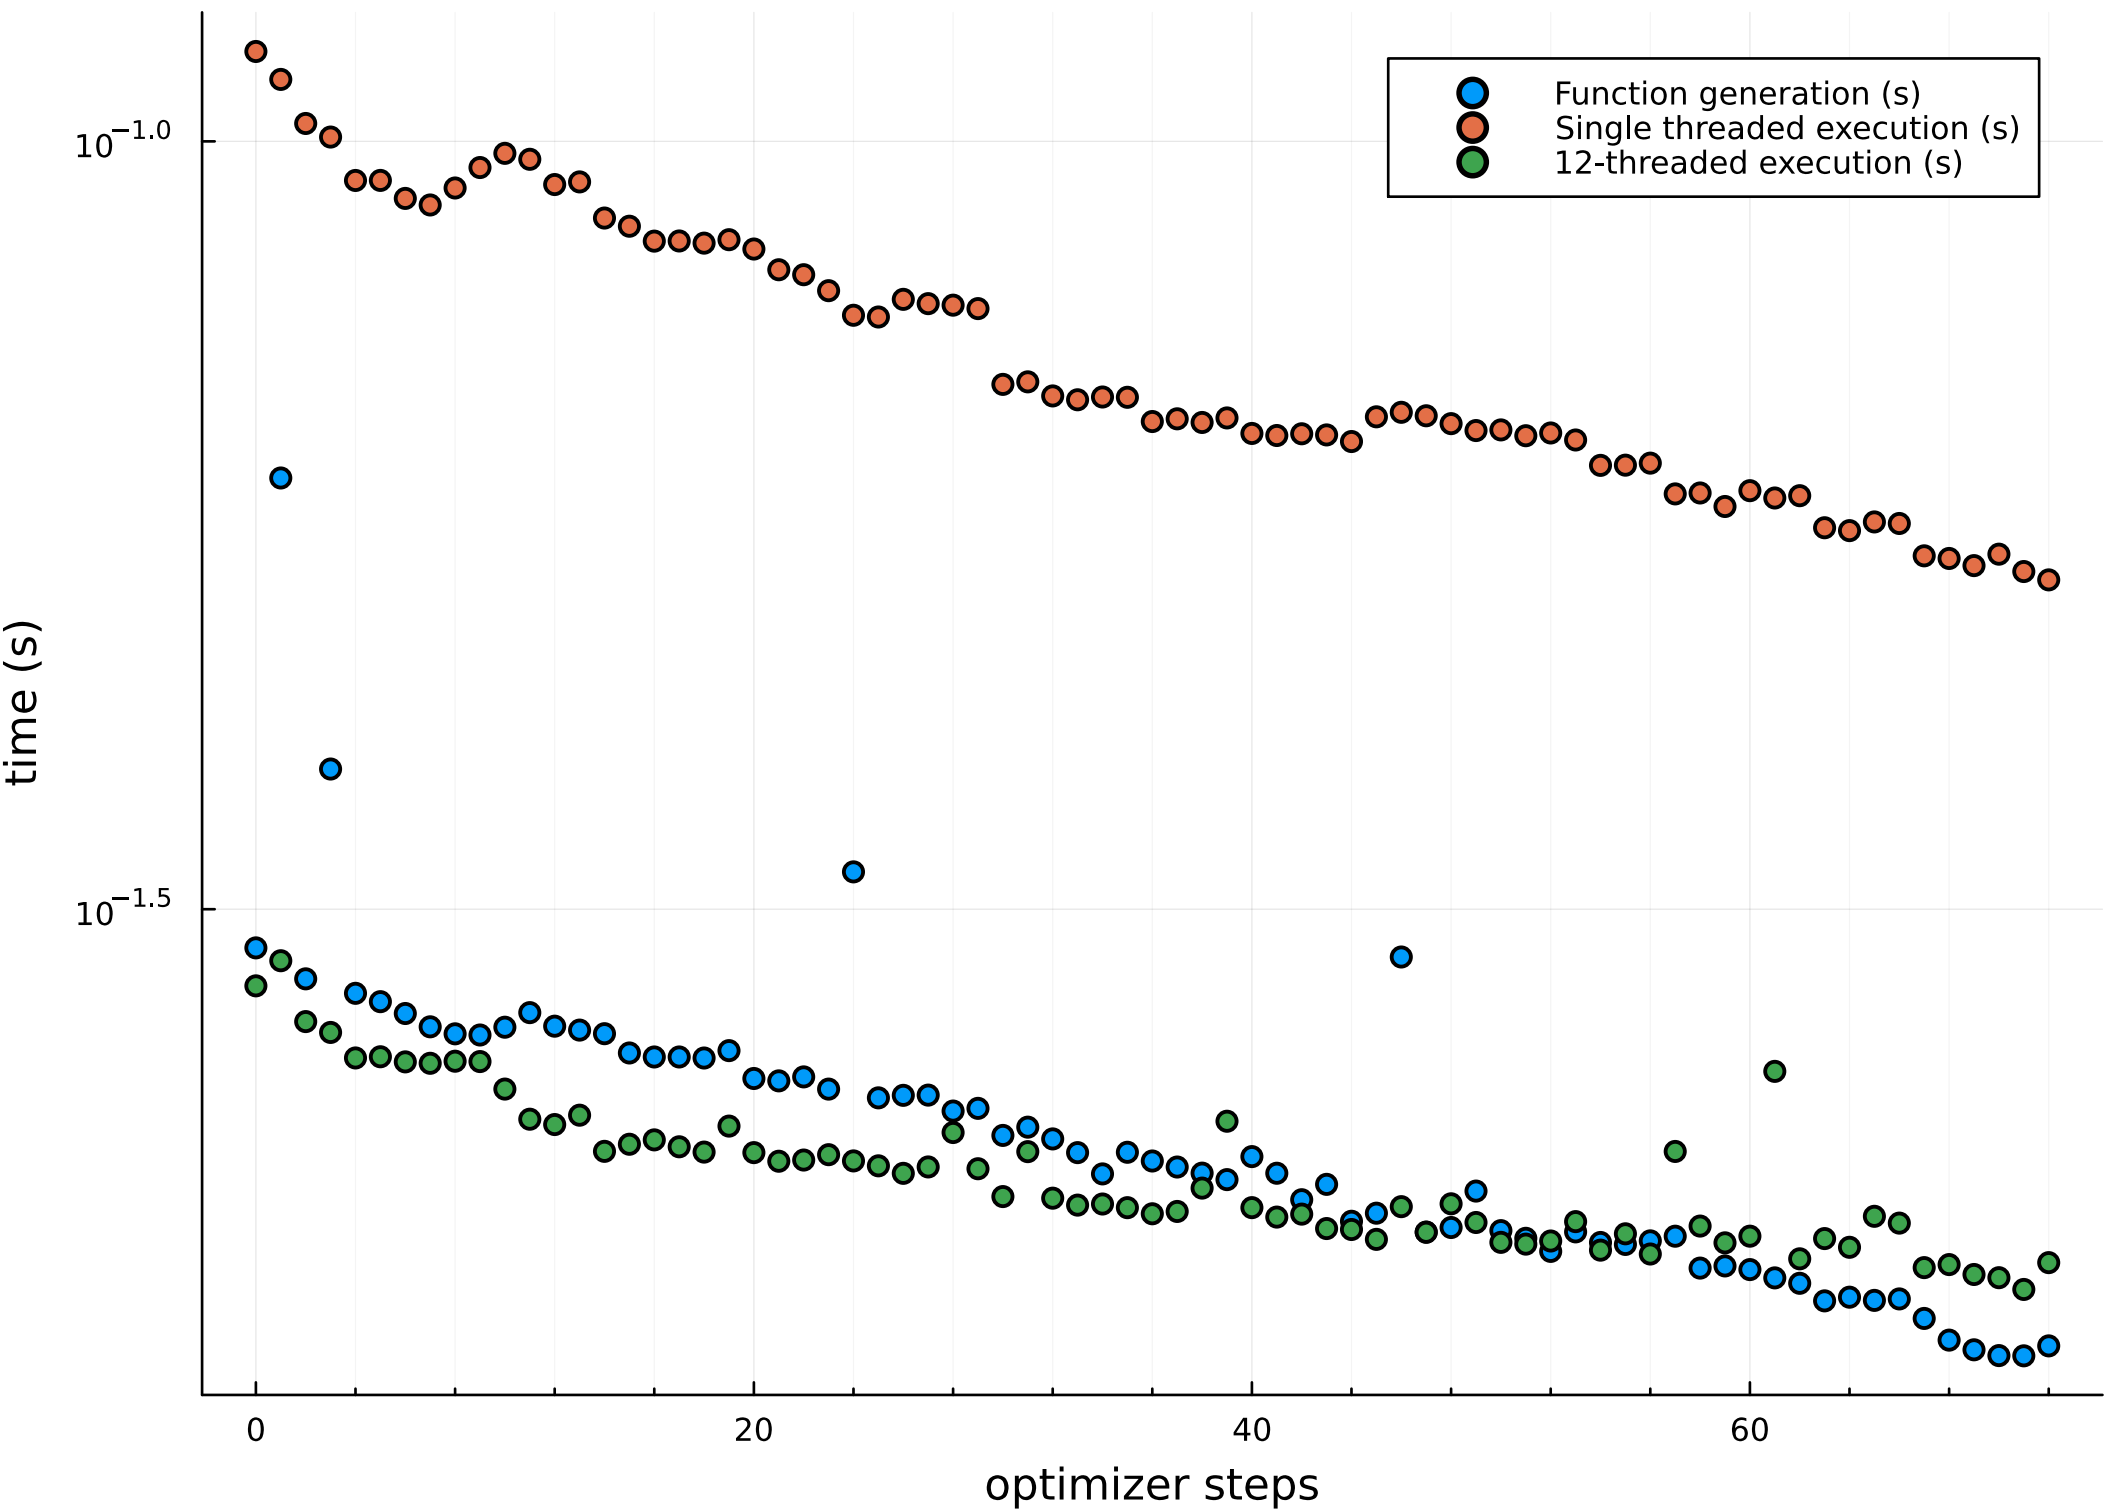 Function generation (s)
Single threaded execution (s)
12-threaded execution (s)
10⁻¹·⁰
10⁻¹·⁵
time (s)
0 20 40 60
optimizer steps